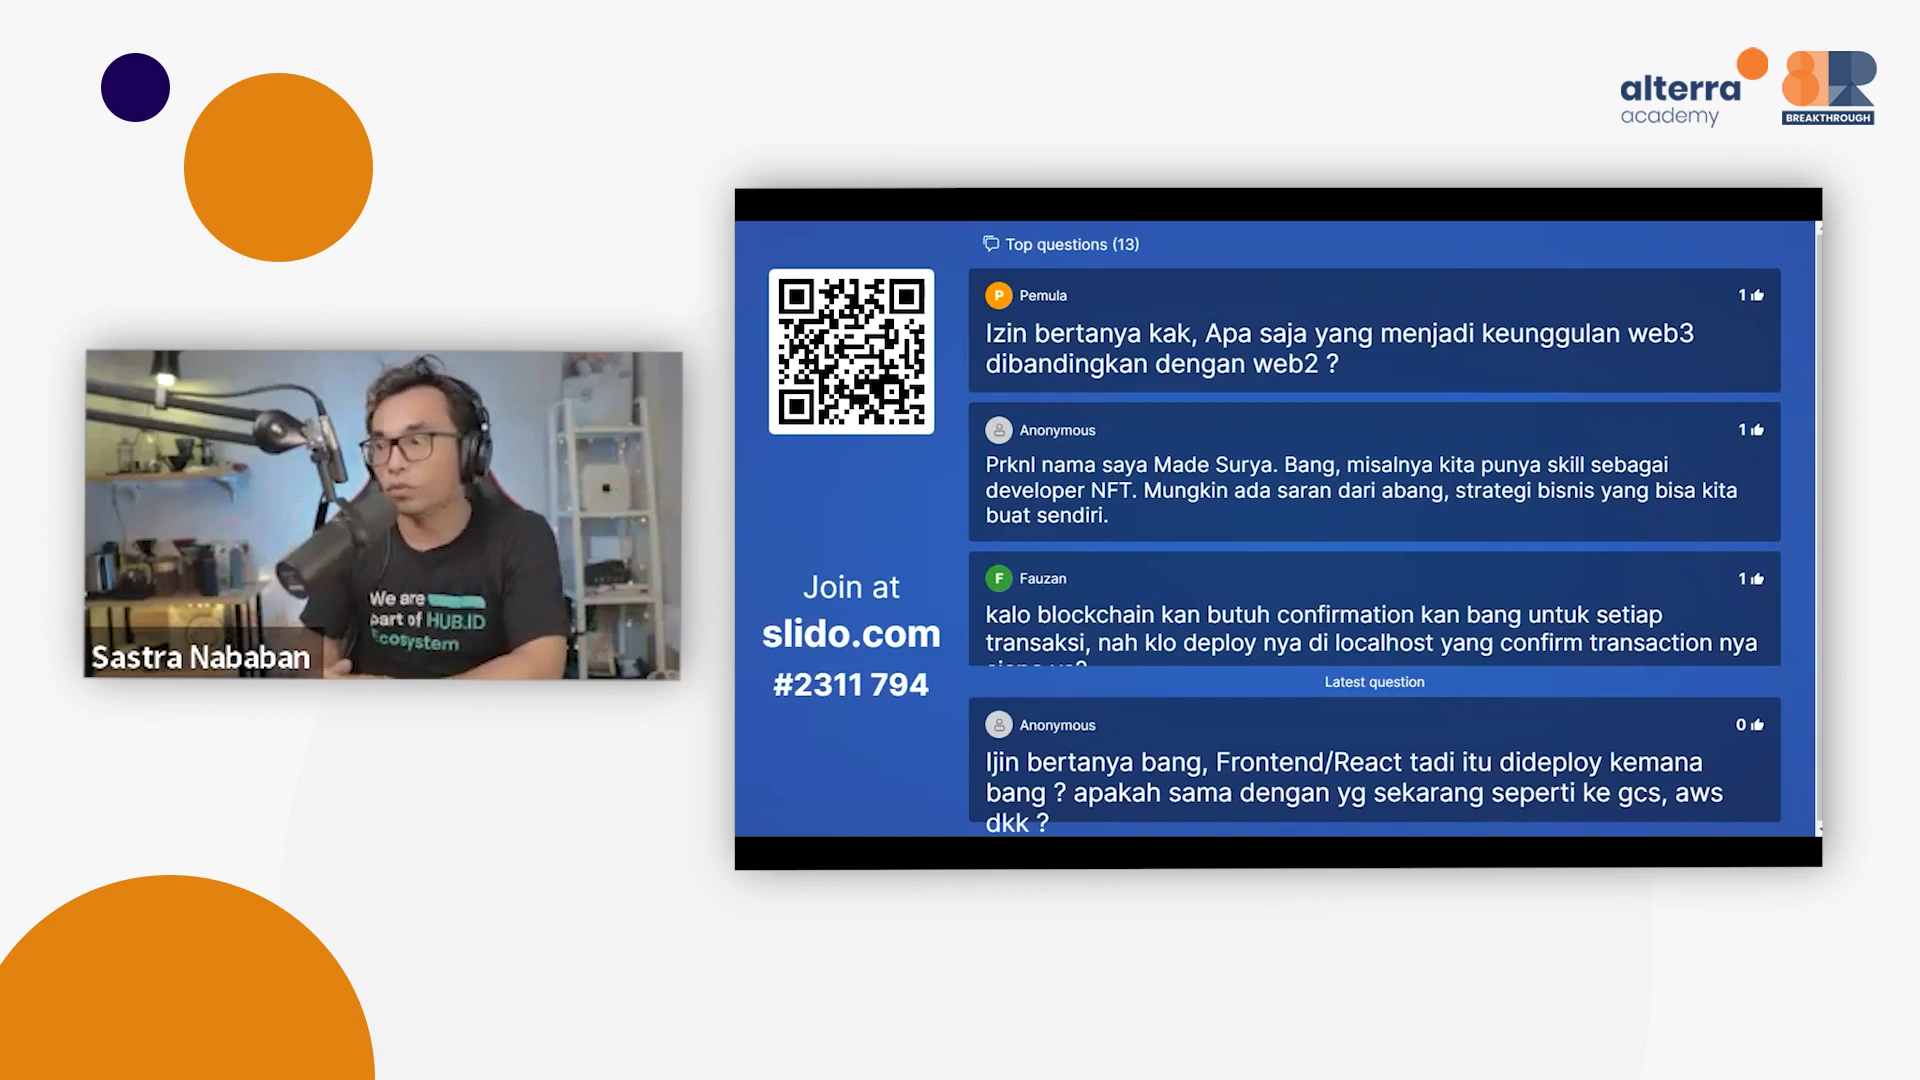 alterra
academy
BREAKTHROUGH
We are
part of HUB.ID
Ecosystem
Sastra Nababan
Join at
slido.com
#2311 794
Top questions (13)
P Pemula 1
Izin bertanya kak, Apa saja yang menjadi keunggulan web3
dibandingkan dengan web2 ?
Anonymous 1
Prknl nama saya Made Surya. Bang, misalnya kita punya skill sebagai
developer NFT. Mungkin ada saran dari abang, strategi bisnis yang bisa kita
buat sendiri.
F Fauzan 1
kalo blockchain kan butuh confirmation kan bang untuk setiap
transaksi, nah klo deploy nya di localhost yang confirm transaction nya
Latest question
Anonymous 0
Ijin bertanya bang, Frontend/React tadi itu dideploy kemana
bang ? apakah sama dengan yg sekarang seperti ke gcs, aws
dkk ?